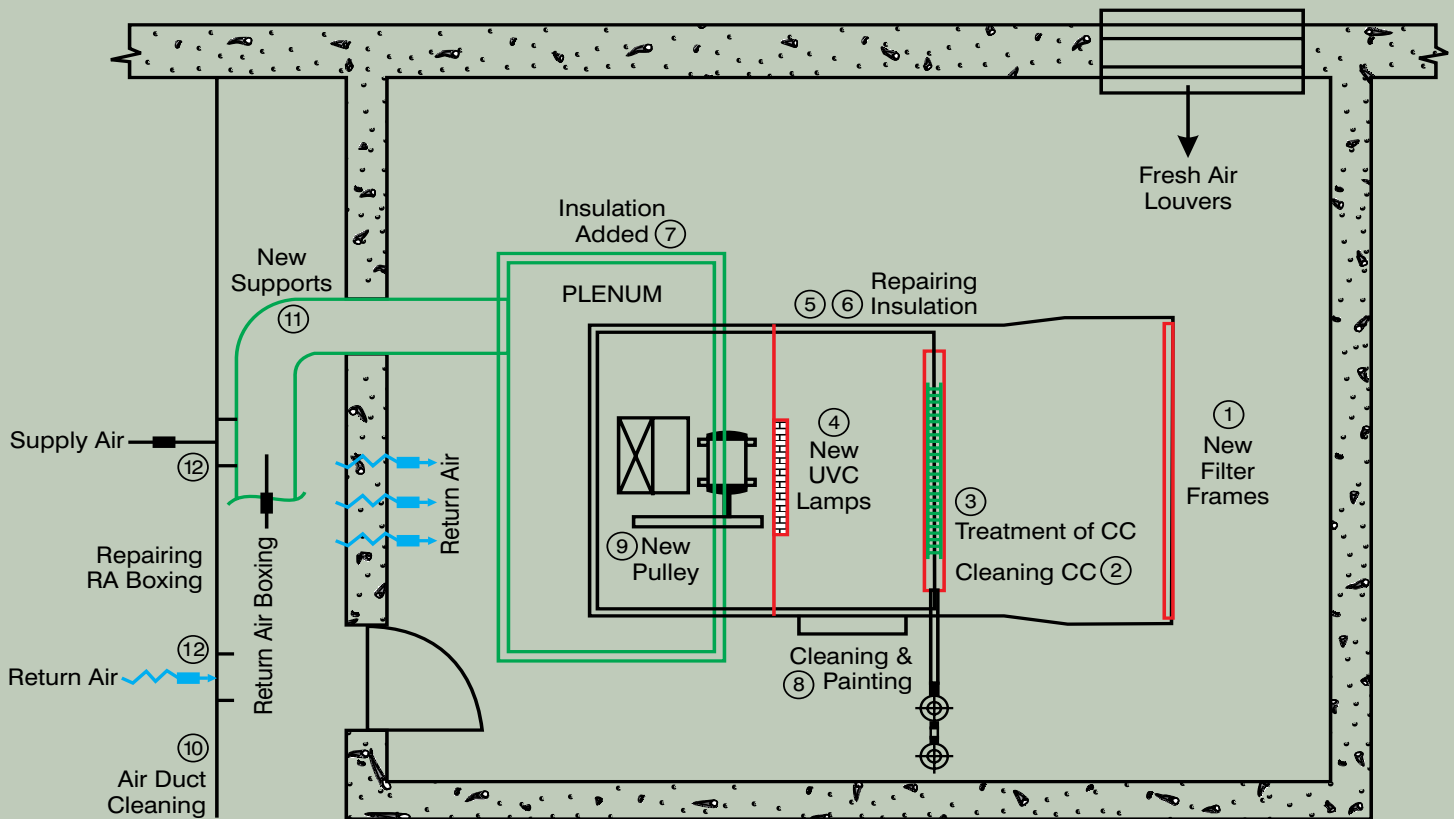 Fresh Air
Louvers
Insulation
Added 7
New
Supports
11
PLENUM
5 6 Repairing
Insulation
Supply Air
12
Return Air
4
New
UVC
Lamps
1
New
Filter
Frames
3
Treatment of CC
Cleaning CC 2
9 New
Pulley
Repairing
RA Boxing
Return Air Boxing
12
Return Air
Cleaning &
8 Painting
10
Air Duct
Cleaning